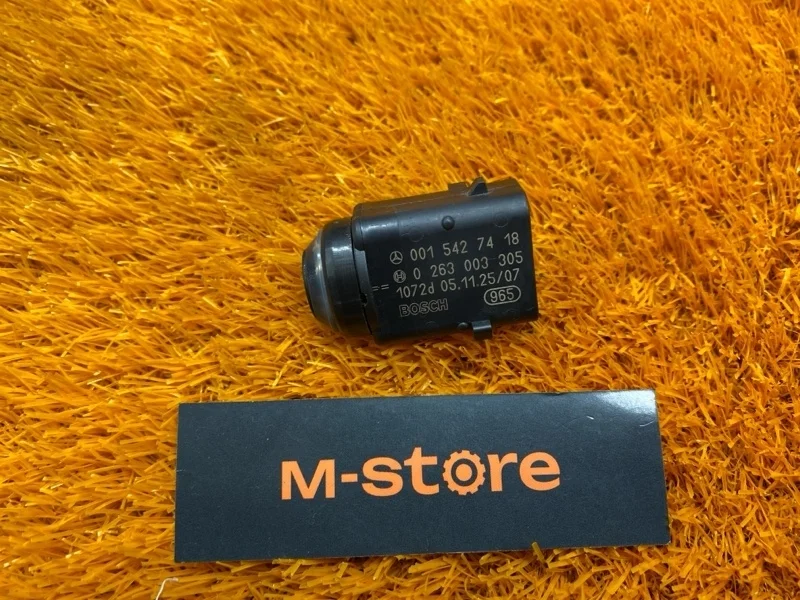 001 542 74 18
0 263 003 305
== 1072d 05.11.25/07
BOSCH 965
M-store